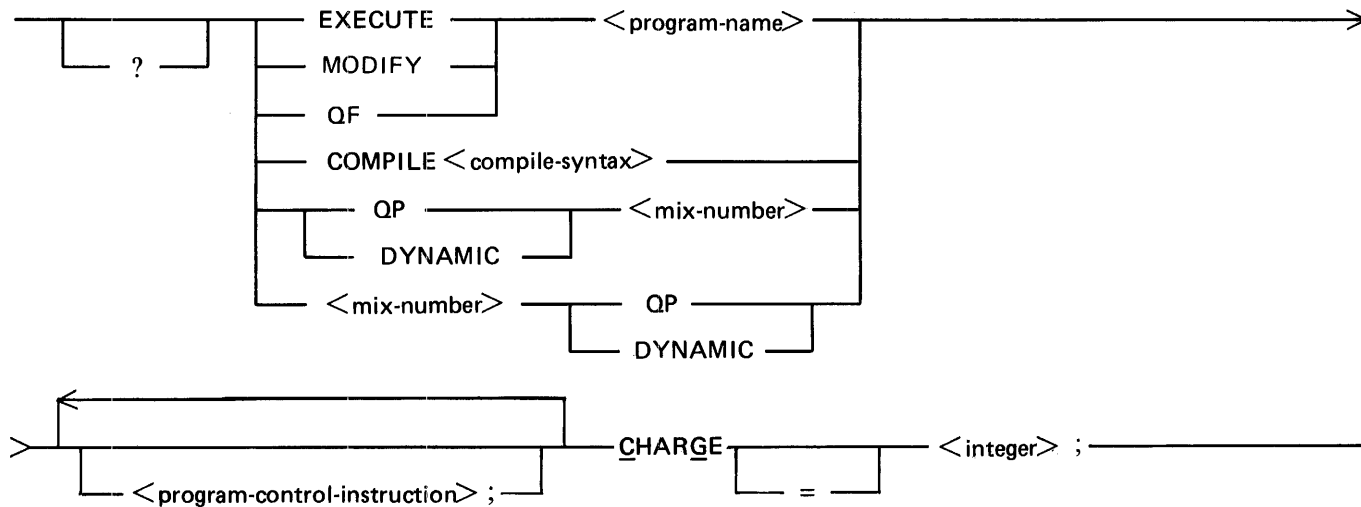 EXECUTE <program-name>
? MODIFY
QF
COMPILE <compile-syntax>
QP <mix-number>
DYNAMIC
<mix-number> QP
DYNAMIC
CHARGE <integer> ;
<program-control-instruction> ; =